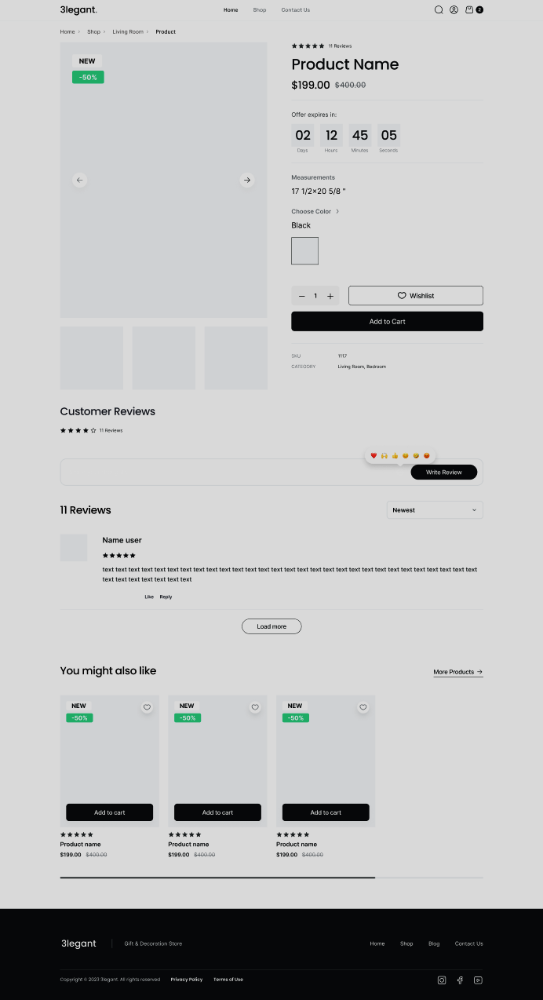 3legant.
Home Shop Contact Us
2
Home > Shop > Living Room > Product
NEW
-50%
11 Reviews
Product Name
$199.00 $400.00
Offer expires in:
02 12 45 05
Days Hours Minutes Seconds
Measurements
17 1/2×20 5/8 "
Choose Color >
Black
1
Wishlist
Add to Cart
SKU 1117
CATEGORY Living Room, Bedroom
Customer Reviews
11 Reviews
Write Review
11 Reviews
Newest
Name user
text text text text text text text text text text text text text text text text text text text text text text text text text text text text text
text text text text text text text
Like Reply
Load more
You might also like
More Products →
NEW NEW NEW
-50% -50% -50%
Add to cart Add to cart Add to cart
Product name Product name Product name
$199.00 $400.00 $199.00 $400.00 $199.00 $400.00
3legant Gift & Decoration Store
Home Shop Blog Contact Us
Copyright © 2023 3legant. All rights reserved Privacy Policy Terms of Use